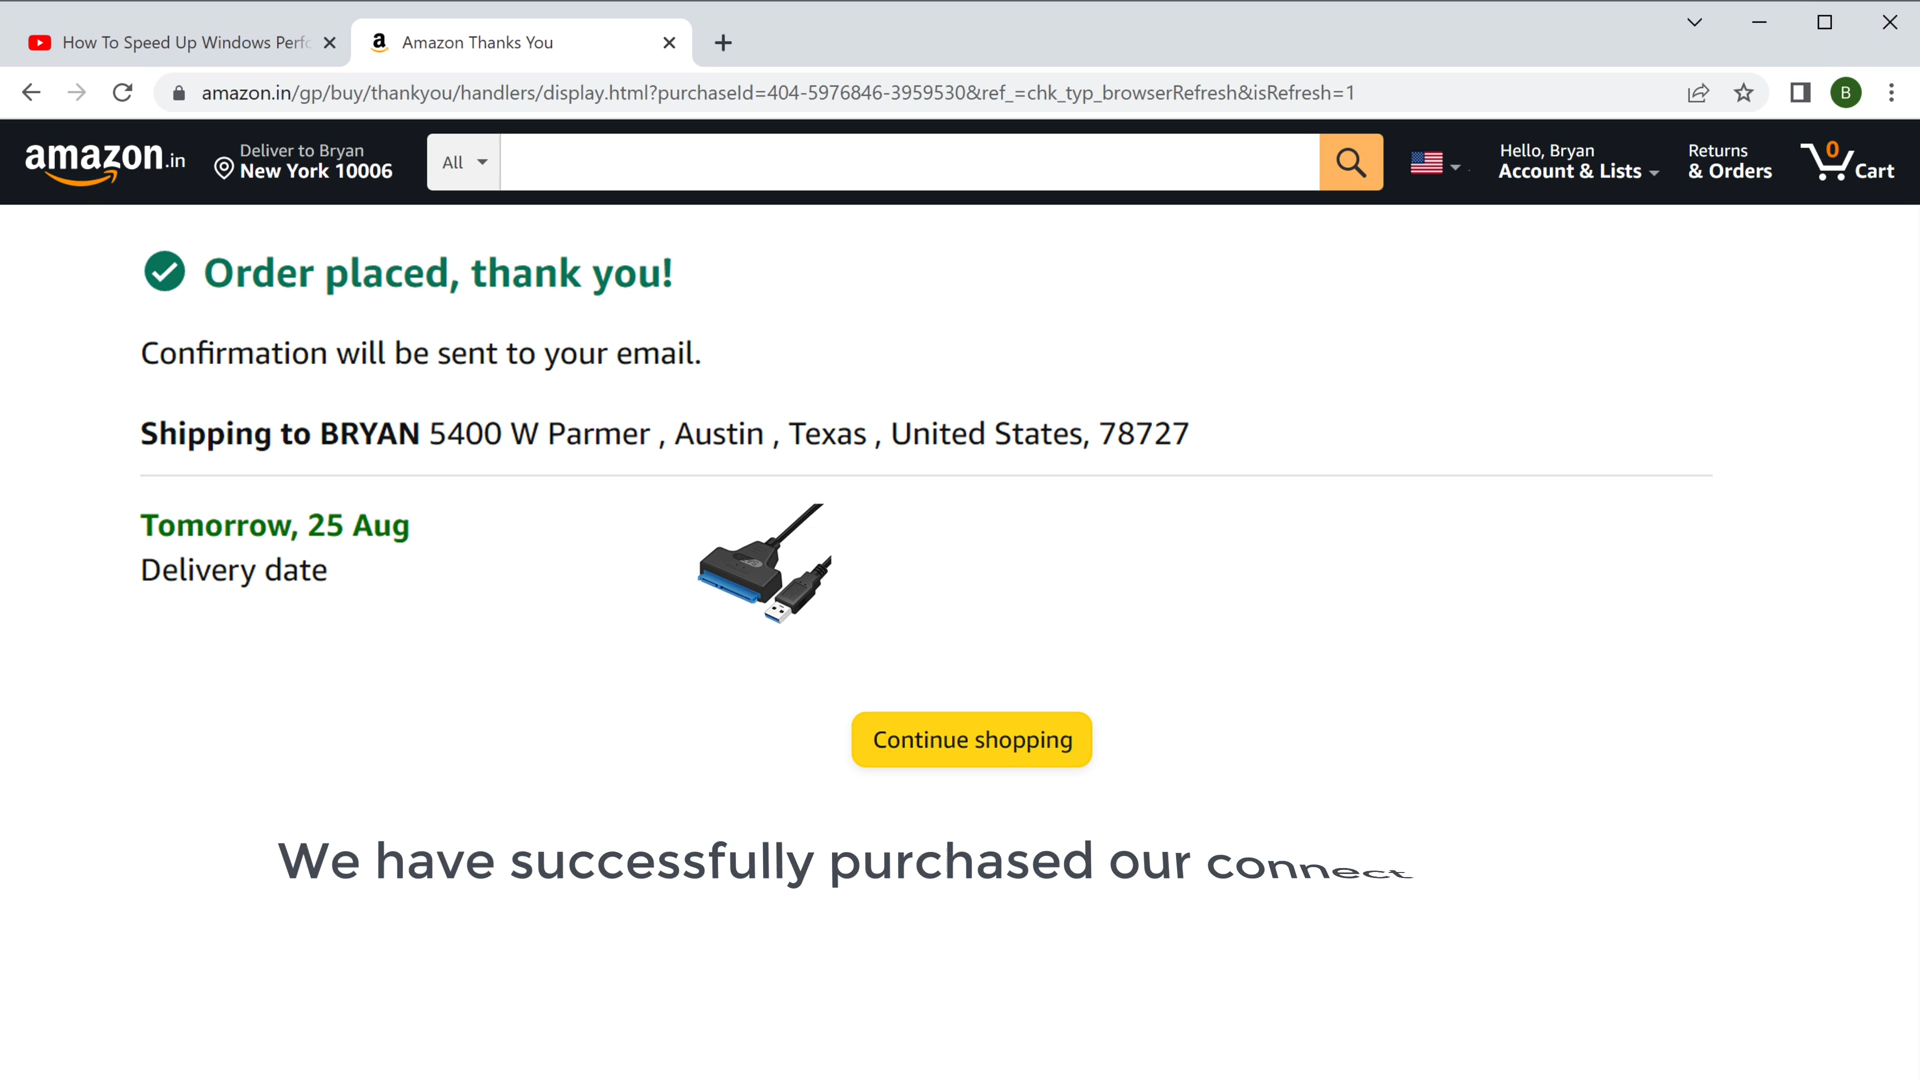 How To Speed Up Windows Perfo
Amazon Thanks You
amazon.in/gp/buy/thankyou/handlers/display.html?purchaseId=404-5976846-3959530&ref_=chk_typ_browserRefresh&isRefresh=1
B
amazon.in
Deliver to Bryan
New York 10006
All
Hello, Bryan
Account & Lists
Returns
& Orders
0
Cart
Order placed, thank you!
Confirmation will be sent to your email.
Shipping to BRYAN 5400 W Parmer , Austin , Texas , United States, 78727
Tomorrow, 25 Aug
Delivery date
Continue shopping
We have successfully purchased our connect